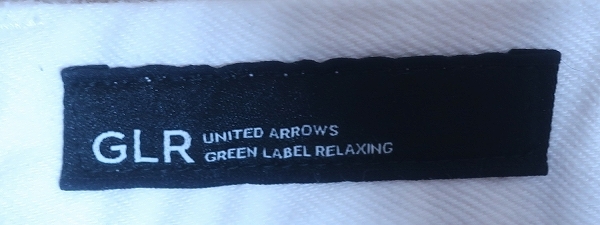 GLR
UNITED ARROWS
GREEN LABEL RELAXING